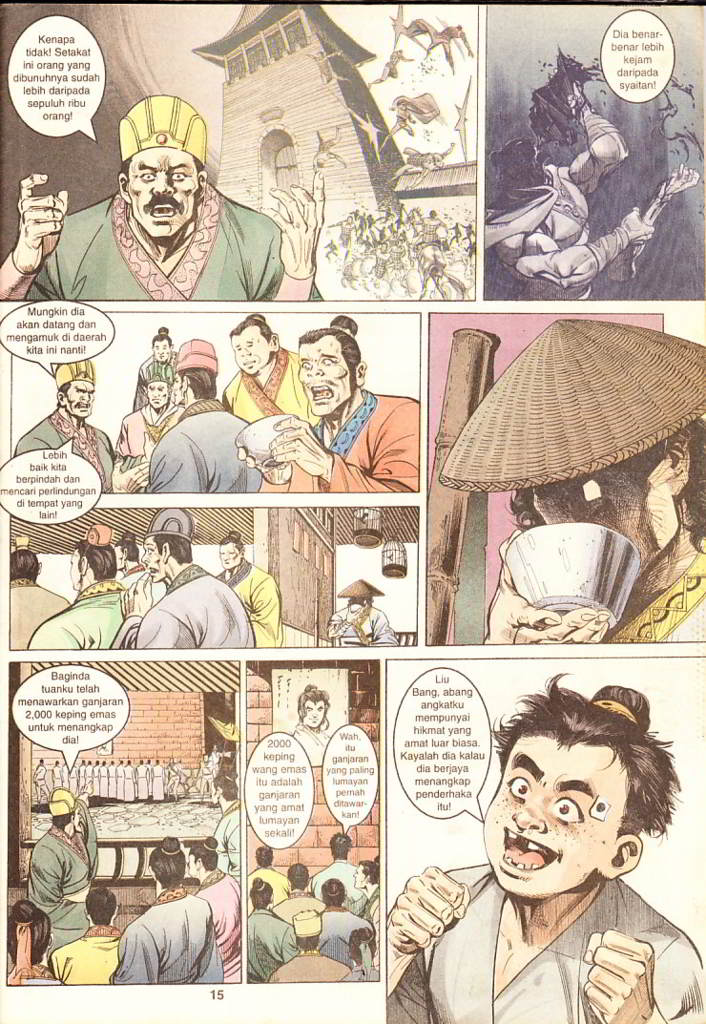 Kenapa
tidak! Setakat
ini orang yang
dibunuhnya sudah
lebih daripada
sepuluh ribu
orang!
Dia benar-
benar lebih
kejam
daripada
syaitan!
Mungkin dia
akan datang dan
mengamuk di daerah
kita ini nanti!
Lebih
baik kita
berpindah dan
mencari perlindungan
di tempat yang
lain!
Baginda
tuanku telah
menawarkan ganjaran
2,000 keping emas
untuk menangkap
dia!
2000
keping
wang emas
itu adalah
ganjaran
yang amat
lumayan
sekali!
Wah,
itu
ganjaran
yang paling
lumayan
pernah
ditawar-
kan!
Liu
Bang, abang
angkatku
mempunyai
hikmat yang
amat luar biasa.
Kayalah dia kalau
dia berjaya
menangkap
penderhaka
itu!
15